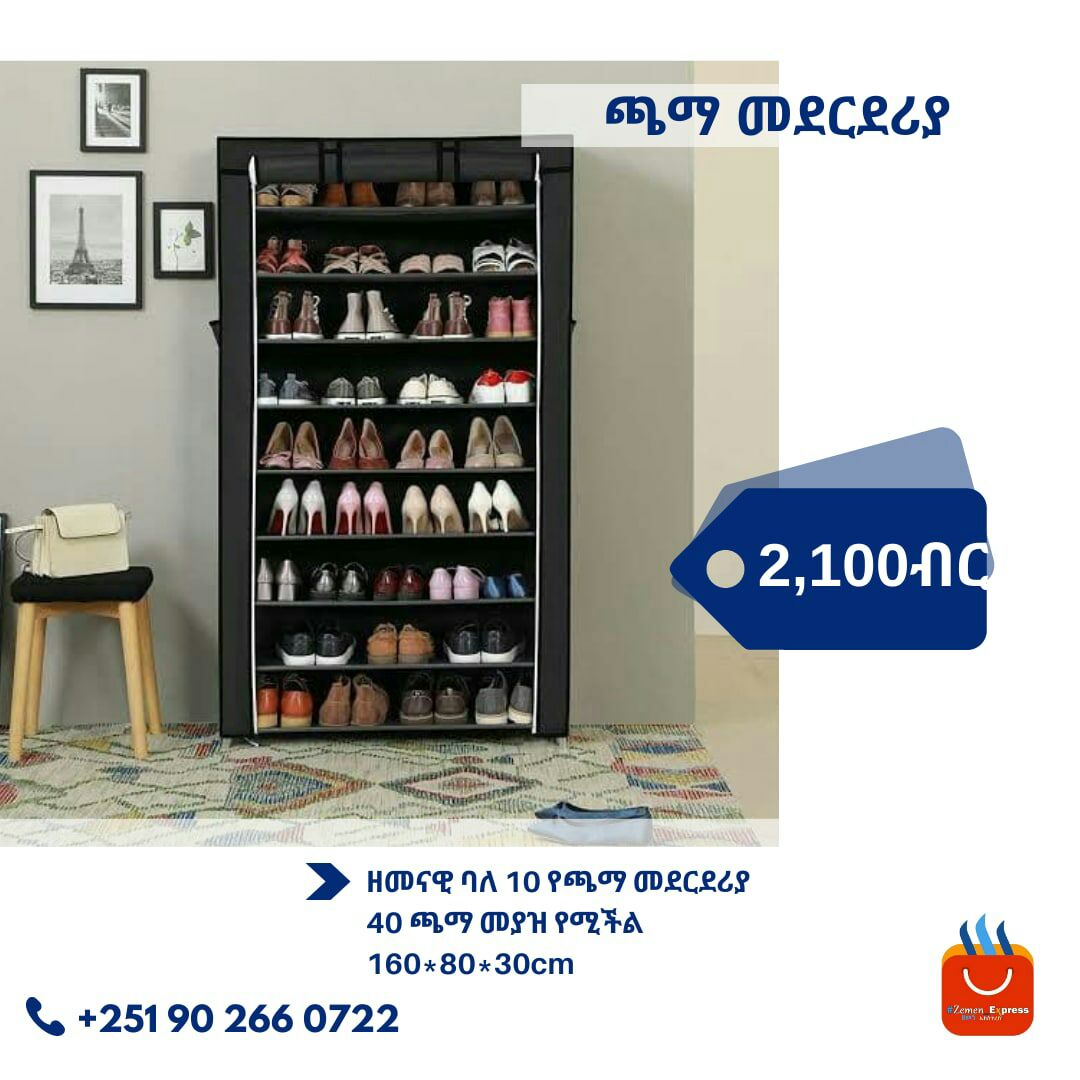 ጫማ መደርደሪያ
2,100ብር
ዘመናዊ ባለ 10 የጫማ መደርደሪያ
40 ጫማ መያዝ የሚችል
160*80*30cm
+251 90 266 0722
#Zemen Express